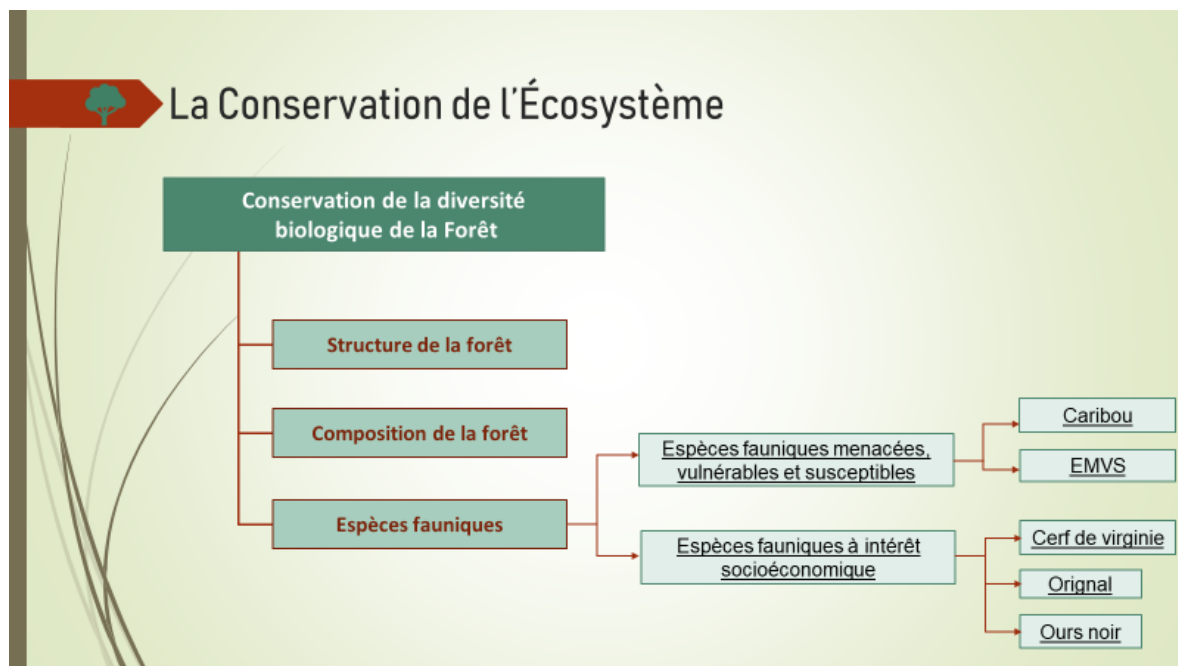 La Conservation de l'Écosystème
Conservation de la diversité
biologique de la Forêt
Structure de la forêt
Composition de la forêt
Espèces fauniques
Espèces fauniques menacées,
vulnérables et susceptibles
Caribou
EMVS
Espèces fauniques à intérêt
socioéconomique
Cerf de virginie
Orignal
Ours noir